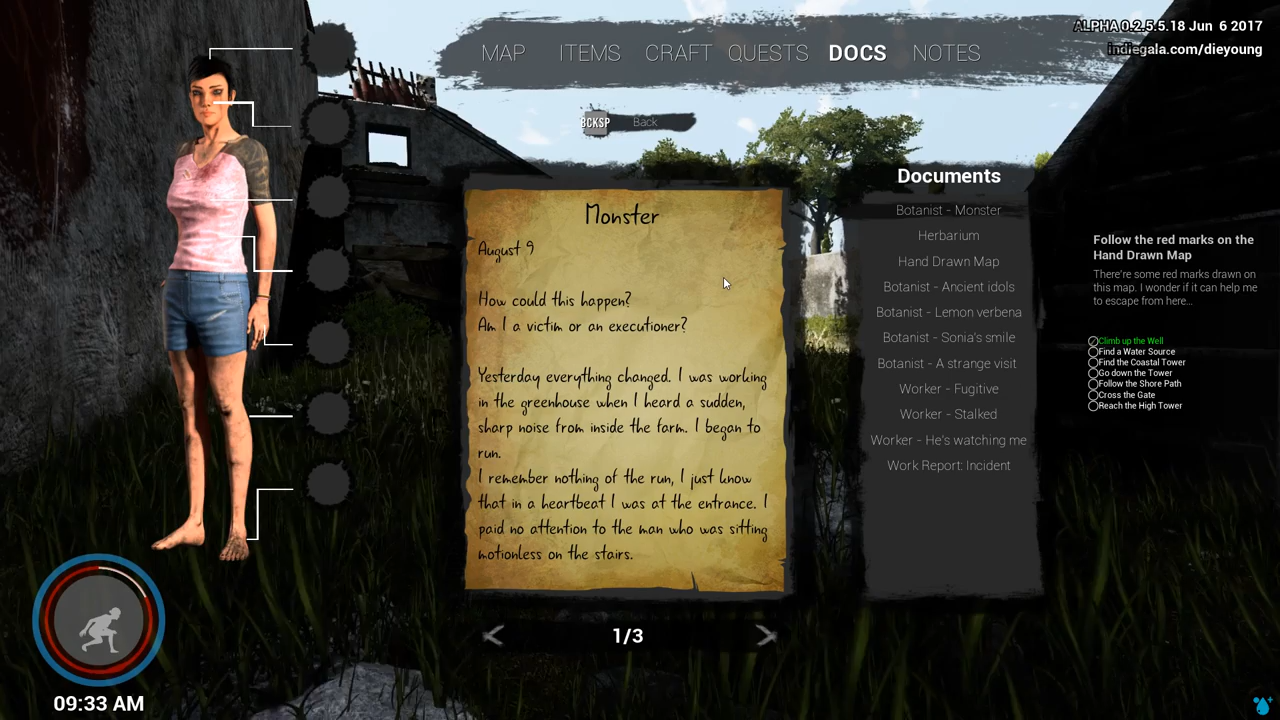 ALPHA 0.2.5.5.18 Jun 6 2017
indiegala.com/dieyoung
MAP ITEMS CRAFT QUESTS DOCS NOTES
BCKSP Back
Monster
August 9
How could this happen?
Am I a victim or an executioner?
Yesterday everything changed. I was working
in the greenhouse when I heard a sudden,
sharp noise from inside the farm. I began to
run.
I remember nothing of the run, I just know
that in a heartbeat I was at the entrance. I
paid no attention to the man who was sitting
motionless on the stairs.
1/3
Documents
Botanist - Monster
Herbarium
Hand Drawn Map
Botanist - Ancient idols
Botanist - Lemon verbena
Botanist - Sonia's smile
Botanist - A strange visit
Worker - Fugitive
Worker - Stalked
Worker - He's watching me
Work Report: Incident
Follow the red marks on the
Hand Drawn Map
There're some red marks drawn on
this map. I wonder if it can help me
to escape from here...
Climb up the Well
Find a Water Source
Find the Coastal Tower
Go down the Tower
Follow the Shore Path
Cross the Gate
Reach the High Tower
09:33 AM